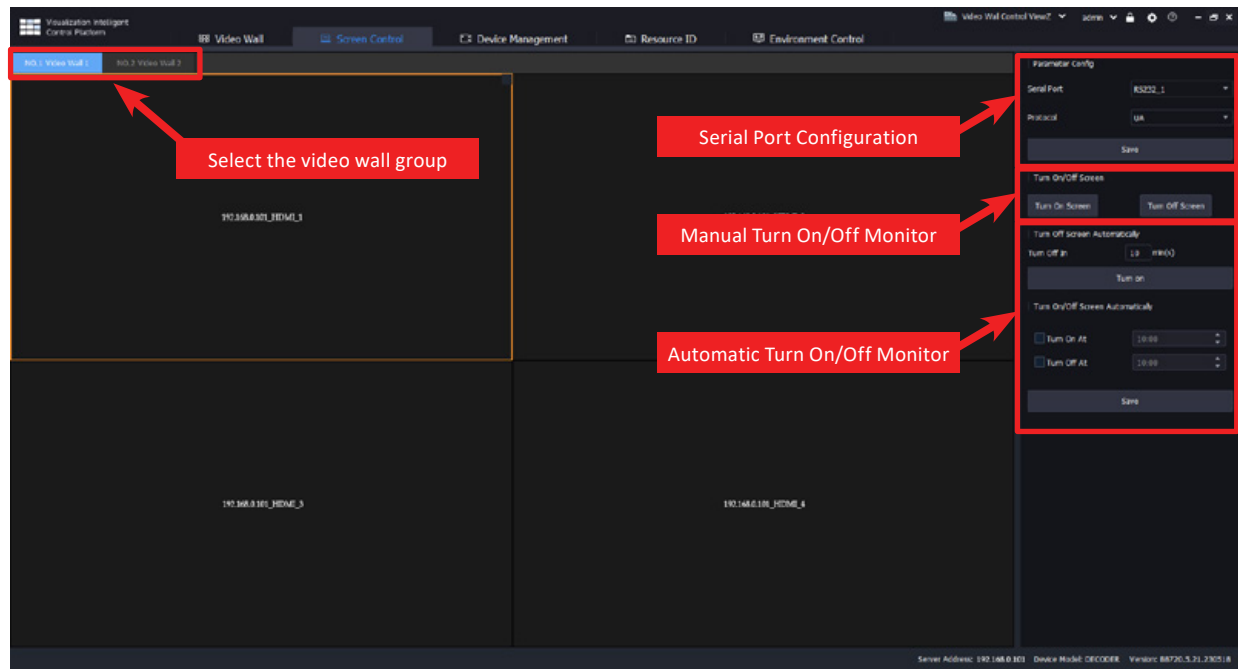 Visualization Intelligent
Control Platform
Video Wall
Screen Control
Device Management
Resource ID
Environment Control
Video Wall Control View2
admin
NO.1 Video Wall 1
NO.2 Video Wall 2
Select the video wall group
Serial Port Configuration
Manual Turn On/Off Monitor
Automatic Turn On/Off Monitor
192.168.0.101_HDMI_1
192.168.0.101_HDMI_3
192.168.0.101_HDMI_4
Parameter Config
Serial Port RS232_1
Protocol UA
Save
Turn On/Off Screen
Turn On Screen Turn Off Screen
Turn Off Screen Automatically
Turn Off In 10 min(s)
Turn on
Turn On/Off Screen Automatically
Turn On At 10:00
Turn Off At 10:00
Save
Server Address: 192.168.0.101 Device Model: DECODER Version: B8720.5.21.230518